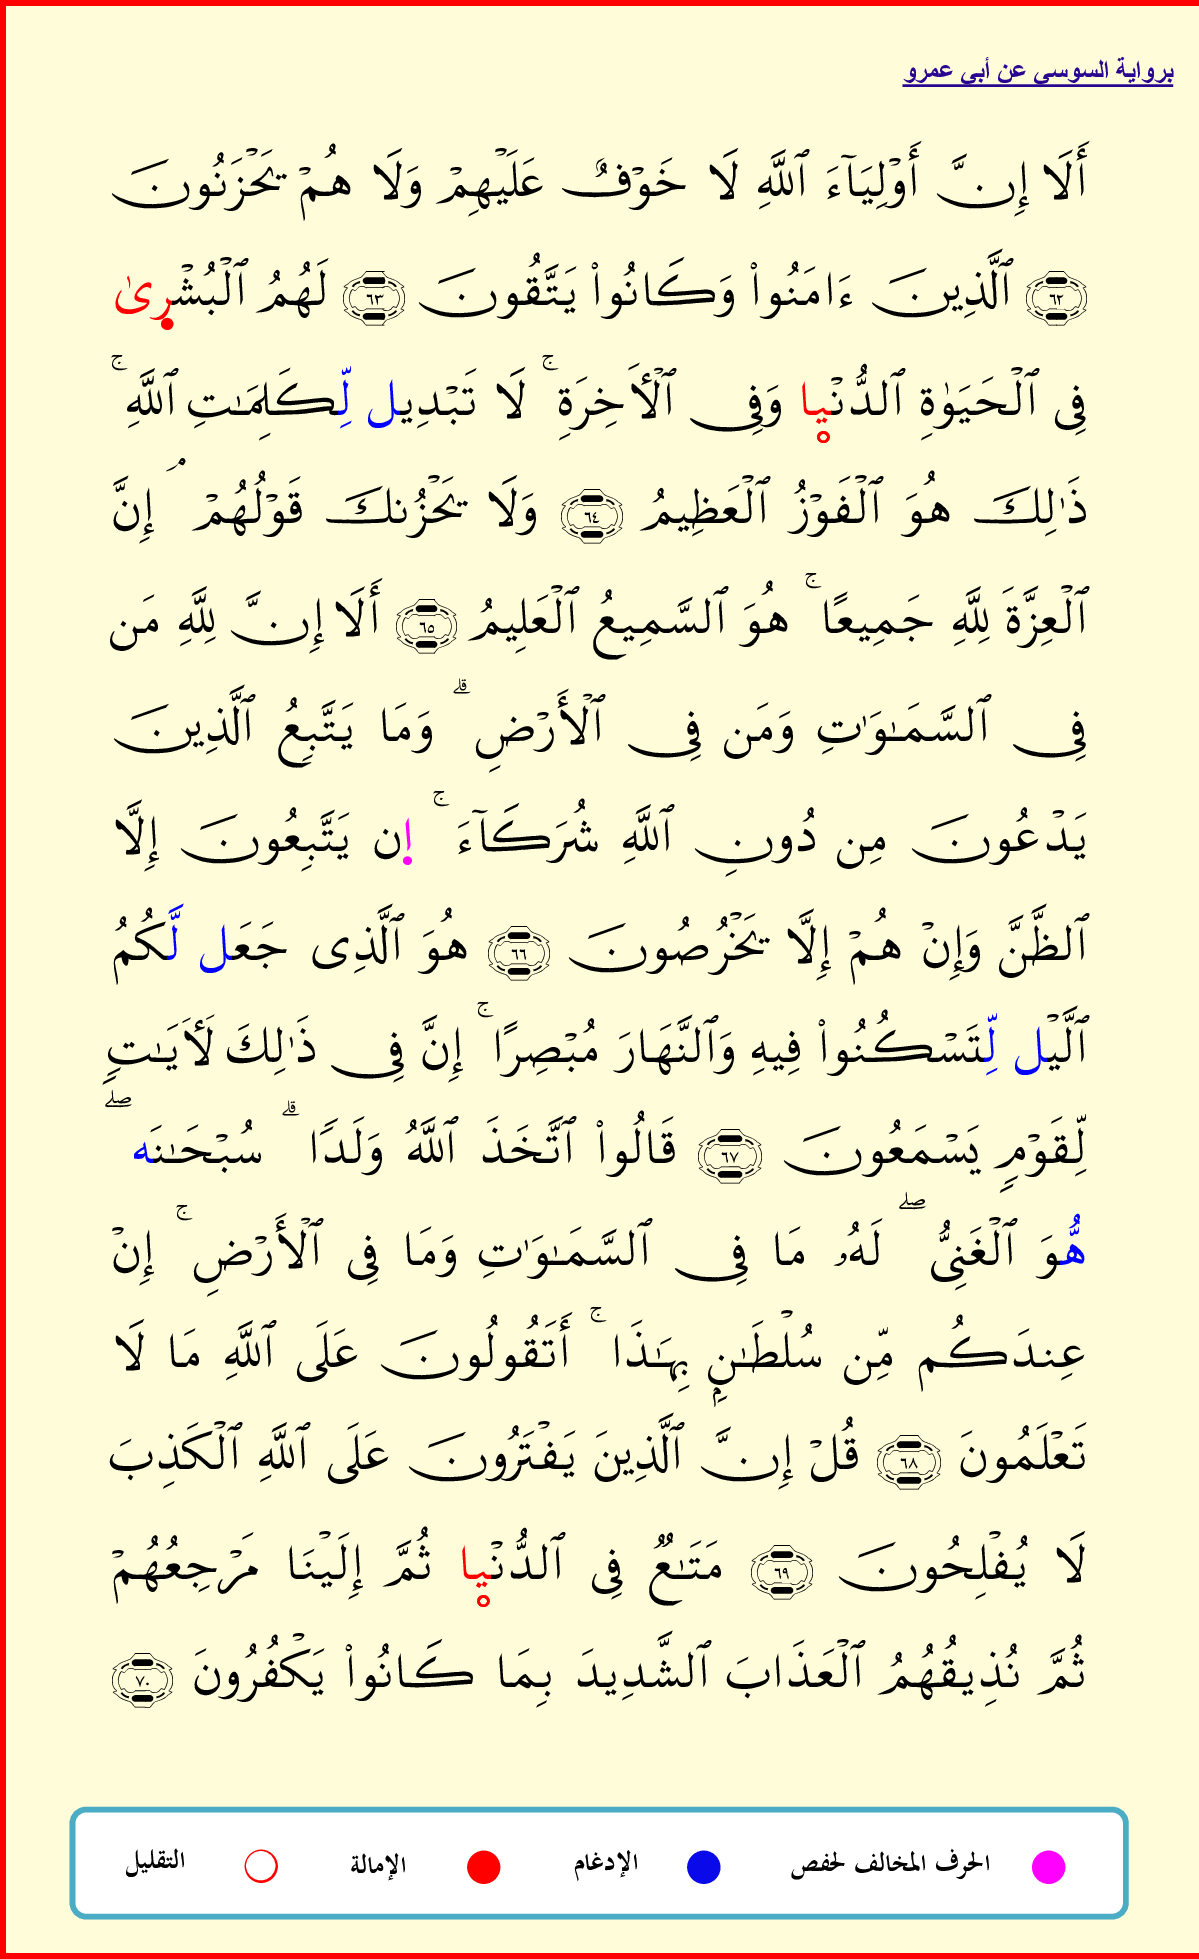 برواية السوسي عن أبي عمرو
أَلَا إِنَّ أَوْلِيَآءَ ٱللَّهِ لَا خَوْفٌ عَلَيْهِمْ وَلَا هُمْ يَحْزَنُونَ
٦٢ ٱلَّذِينَ ءَامَنُوا۟ وَكَانُوا۟ يَتَّقُونَ ٦٣ لَهُمُ ٱلْبُشْرِىٰ
فِى ٱلْحَيَوٰةِ ٱلدُّنْيا وَفِى ٱلْأَخِرَةِ ۚ لَا تَبْدِيل لِّكَلِمَٰتِ ٱللَّهِ ۚ
ذَٰلِكَ هُوَ ٱلْفَوْزُ ٱلْعَظِيمُ ٦٤ وَلَا يَحْزُنكَ قَوْلُهُمْ ۘ إِنَّ
ٱلْعِزَّةَ لِلَّهِ جَمِيعًا ۚ هُوَ ٱلسَّمِيعُ ٱلْعَلِيمُ ٦٥ أَلَا إِنَّ لِلَّهِ مَن
فِى ٱلسَّمَٰوَٰتِ وَمَن فِى ٱلْأَرْضِ ۗ وَمَا يَتَّبِعُ ٱلَّذِينَ
يَدْعُونَ مِن دُونِ ٱللَّهِ شُرَكَآءَ ۚ اِن يَتَّبِعُونَ إِلَّا
ٱلظَّنَّ وَإِنْ هُمْ إِلَّا يَخْرُصُونَ ٦٦ هُوَ ٱلَّذِى جَعَل لَّكُمُ
ٱلَّيْل لِّتَسْكُنُوا۟ فِيهِ وَٱلنَّهَارَ مُبْصِرًا ۚ إِنَّ فِى ذَٰلِكَ لَأَيَٰتٍ
لِّقَوْمٍ يَسْمَعُونَ ٦٧ قَالُوا۟ ٱتَّخَذَ ٱللَّهُ وَلَدًا ۗ سُبْحَٰنَه ۖ
هُّوَ ٱلْغَنِىُّ ۖ لَهُۥ مَا فِى ٱلسَّمَٰوَٰتِ وَمَا فِى ٱلْأَرْضِ ۚ إِنْ
عِندَكُم مِّن سُلْطَٰنٍۭ بِهَٰذَا ۚ أَتَقُولُونَ عَلَى ٱللَّهِ مَا لَا
تَعْلَمُونَ ٦٨ قُلْ إِنَّ ٱلَّذِينَ يَفْتَرُونَ عَلَى ٱللَّهِ ٱلْكَذِبَ
لَا يُفْلِحُونَ ٦٩ مَتَٰعٌ فِى ٱلدُّنْيا ثُمَّ إِلَيْنَا مَرْجِعُهُمْ
ثُمَّ نُذِيقُهُمُ ٱلْعَذَابَ ٱلشَّدِيدَ بِمَا كَانُوا۟ يَكْفُرُونَ ٧٠
الحرف المخالف لحفص الإدغام الإمالة التقليل